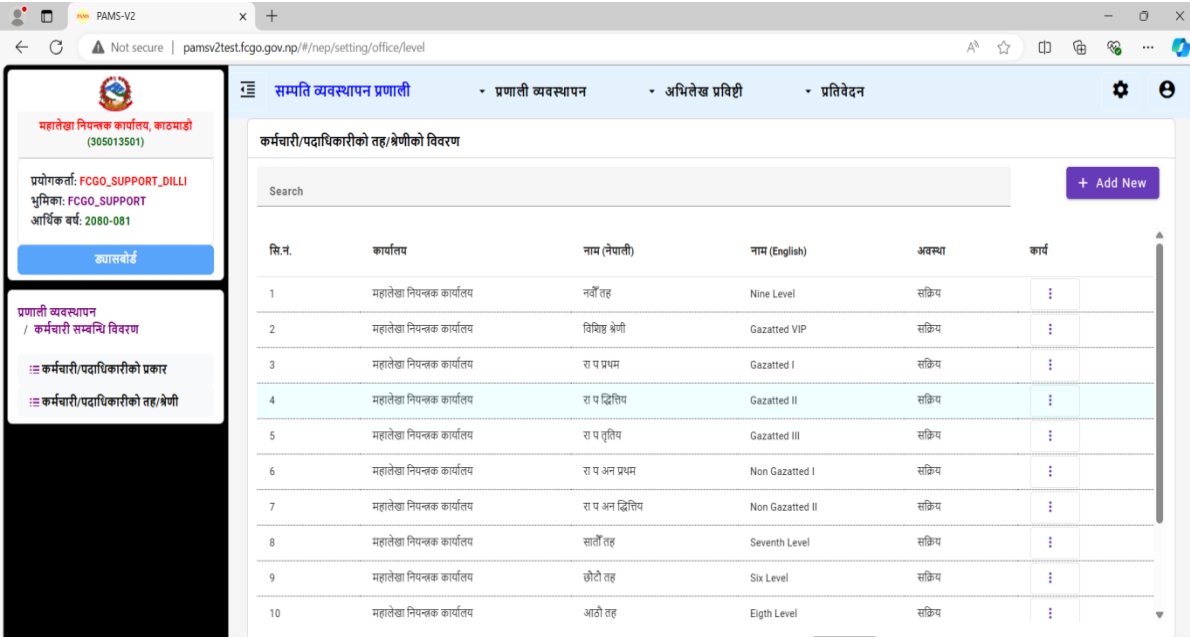 PAMS PAMS-V2
Not secure | pamsv2test.fcgo.gov.np/#/nep/setting/office/level
महालेखा नियन्त्रक कार्यालय, काठमाडौ
(305013501)
प्रयोगकर्ता: FCGO_SUPPORT_DILLI
भुमिका: FCGO_SUPPORT
आर्थिक बर्ष: 2080-081
ड्यासबोर्ड
प्रणाली व्यवस्थापन
/ कर्मचारी सम्बन्धि विवरण
कर्मचारी/पदाधिकारीको प्रकार
कर्मचारी/पदाधिकारीको तह/श्रेणी
सम्पति व्यवस्थापन प्रणाली प्रणाली व्यवस्थापन अभिलेख प्रविष्टी प्रतिवेदन
कर्मचारी/पदाधिकारीको तह/श्रेणीको विवरण
Search + Add New
सि.नं. कार्यालय नाम (नेपाली) नाम (English) अवस्था कार्य
1 महालेखा नियन्त्रक कार्यालय नवौँ तह Nine Level सक्रिय
2 महालेखा नियन्त्रक कार्यालय विशिष्ठ श्रेणी Gazatted VIP सक्रिय
3 महालेखा नियन्त्रक कार्यालय रा प प्रथम Gazatted I सक्रिय
4 महालेखा नियन्त्रक कार्यालय रा प द्धित्तिय Gazatted II सक्रिय
5 महालेखा नियन्त्रक कार्यालय रा प तृतिय Gazatted III सक्रिय
6 महालेखा नियन्त्रक कार्यालय रा प अन प्रथम Non Gazatted I सक्रिय
7 महालेखा नियन्त्रक कार्यालय रा प अन द्धित्तिय Non Gazatted II सक्रिय
8 महालेखा नियन्त्रक कार्यालय सातौँ तह Seventh Level सक्रिय
9 महालेखा नियन्त्रक कार्यालय छैटौ तह Six Level सक्रिय
10 महालेखा नियन्त्रक कार्यालय आठौ तह Eigth Level सक्रिय